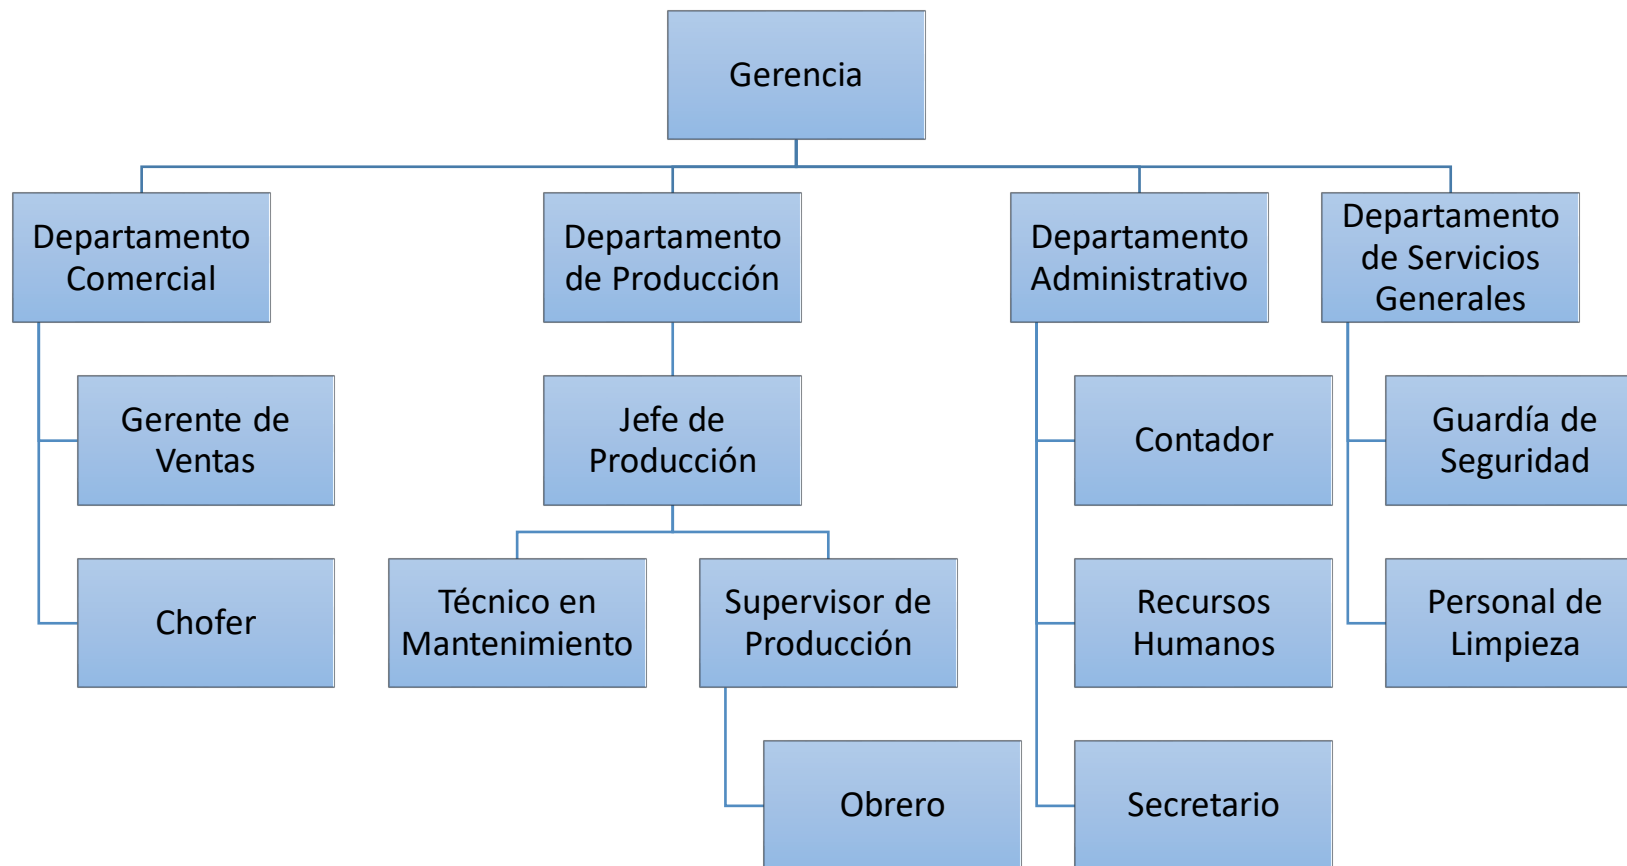 Gerencia
Departamento
Comercial
Departamento
de Producción
Departamento
Administrativo
Departamento
de Servicios
Generales
Gerente de
Ventas
Jefe de
Producción
Contador
Guardía de
Seguridad
Chofer
Técnico en
Mantenimiento
Supervisor de
Producción
Recursos
Humanos
Personal de
Limpieza
Obrero
Secretario